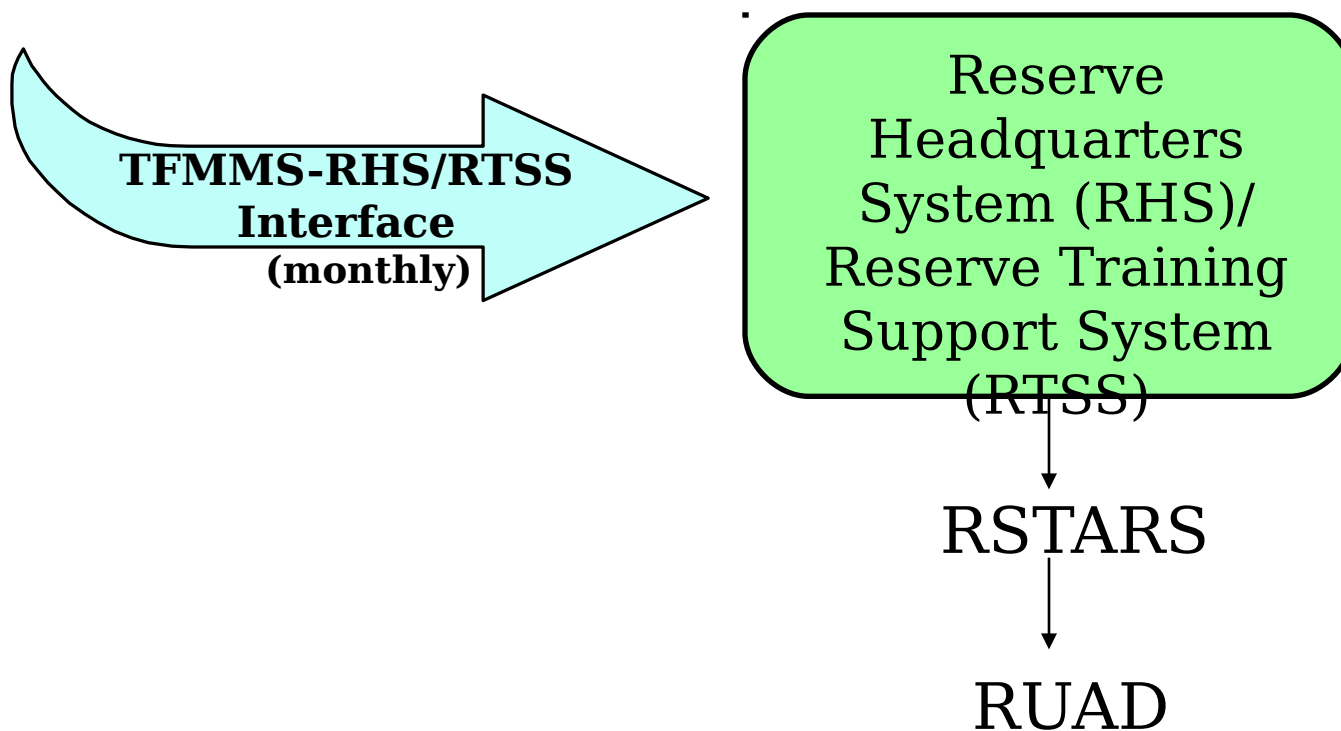 TFMMS-RHS/RTSS
Interface
(monthly)
Reserve
Headquarters
System (RHS)/
Reserve Training
Support System
(RTSS)
RSTARS
RUAD